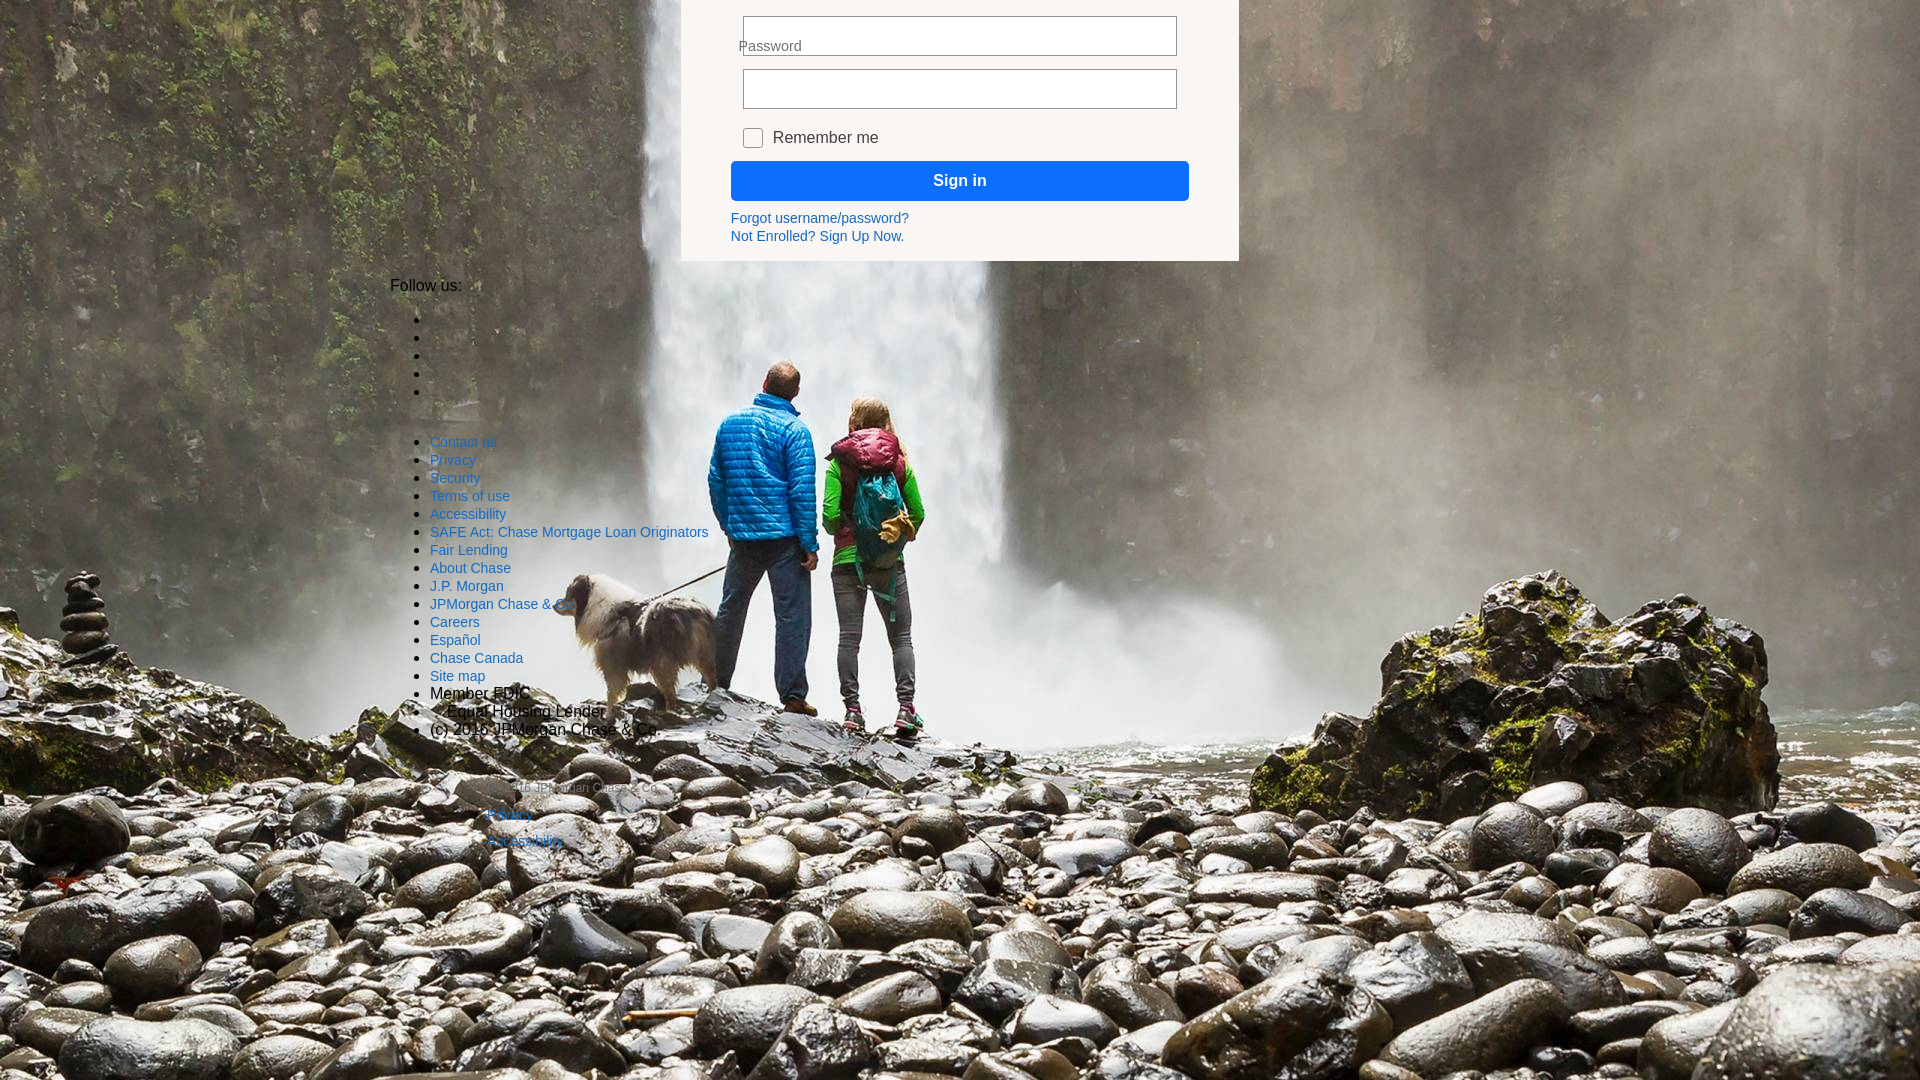 Password
Remember me
Sign in
Forgot username/password?
Not Enrolled? Sign Up Now.
Follow us:
Contact us
Privacy
Security
Terms of use
Accessibility
SAFE Act: Chase Mortgage Loan Originators
Fair Lending
About Chase
J.P. Morgan
JPMorgan Chase & Co.
Careers
Español
Chase Canada
Site map
Member FDIC
Equal Housing Lender
(c) 2016 JPMorgan Chase & Co.
(c) 2016 JPMorgan Chase & Co.
Privacy
Accessibility